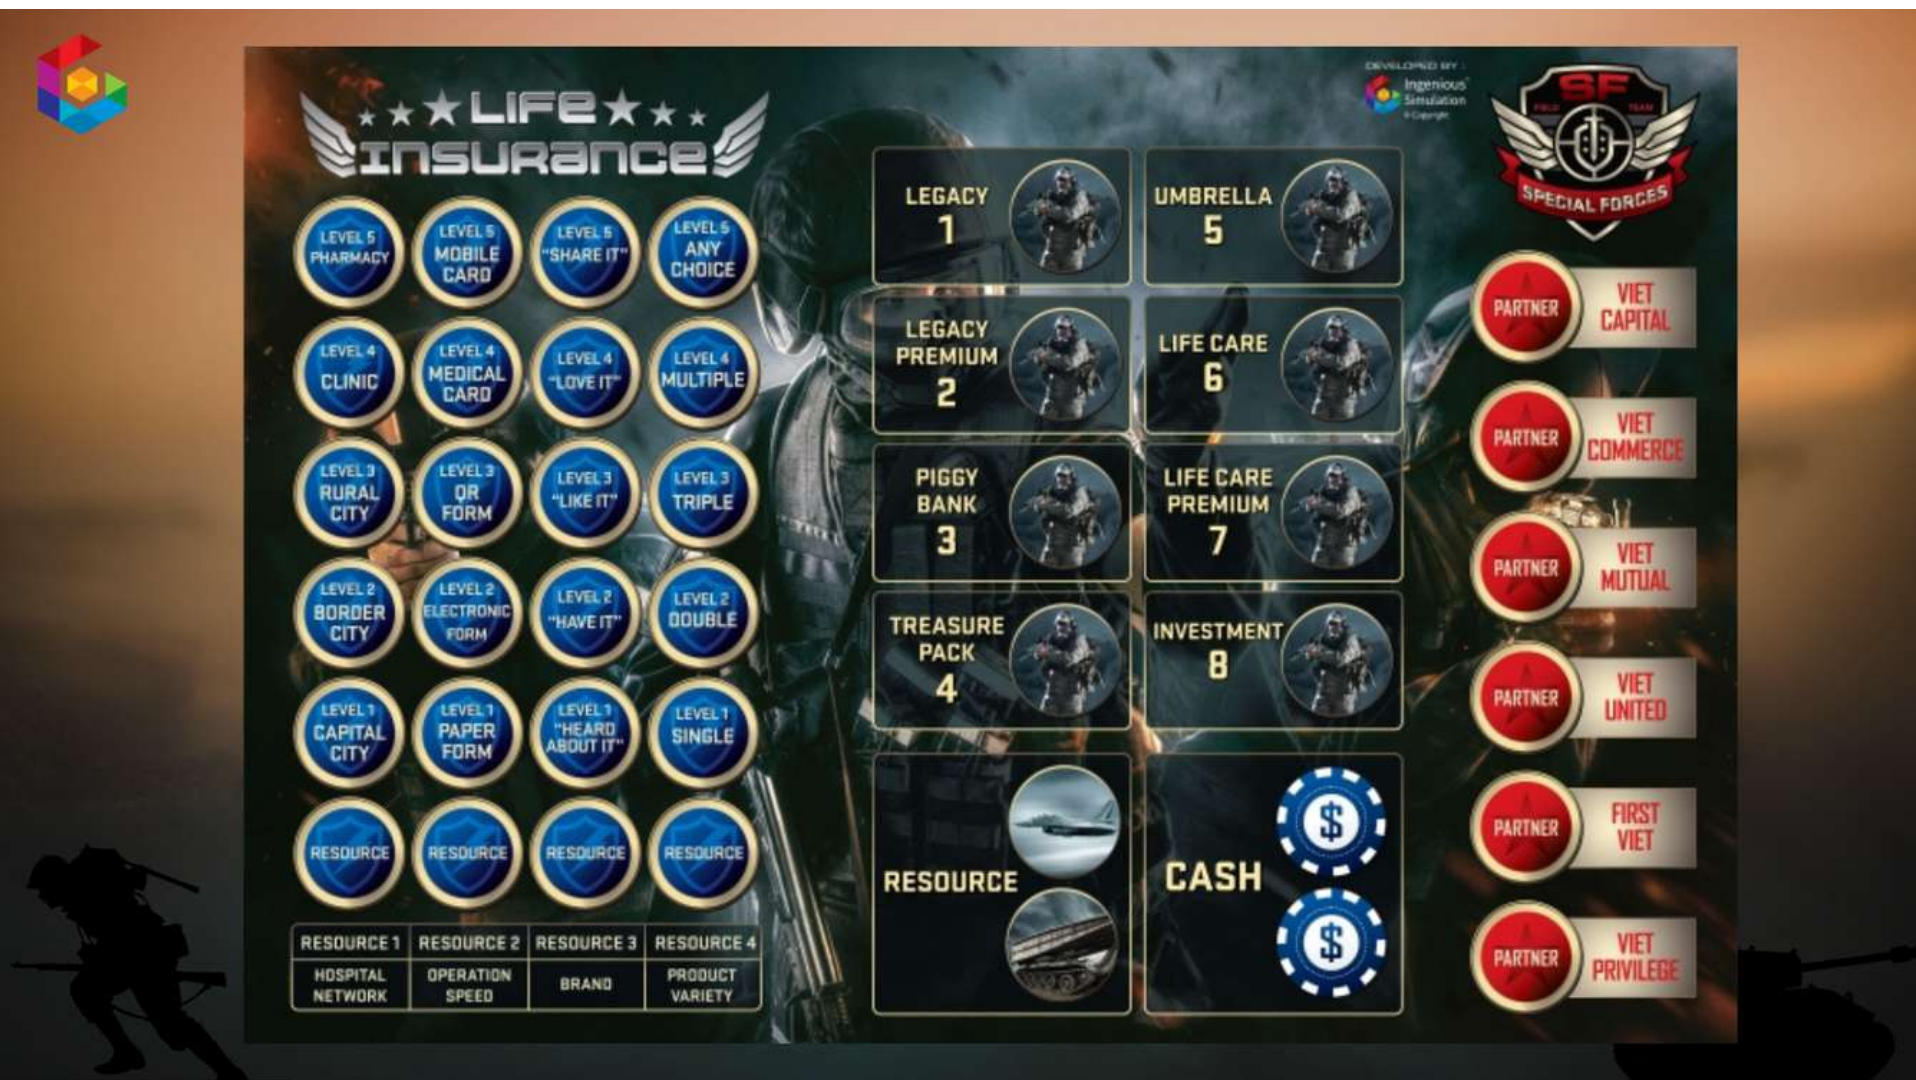 LIFE
INSURANCE
LEVEL 5
PHARMACY
LEVEL 5
MOBILE
CARD
LEVEL 5
"SHARE IT"
LEVEL 5
ANY
CHOICE
LEVEL 4
CLINIC
LEVEL 4
MEDICAL
CARD
LEVEL 4
"LOVE IT"
LEVEL 4
MULTIPLE
LEVEL 3
RURAL
CITY
LEVEL 3
QR
FORM
LEVEL 3
"LIKE IT"
LEVEL 3
TRIPLE
LEVEL 2
BORDER
CITY
LEVEL 2
ELECTRONIC
FORM
LEVEL 2
"HAVE IT"
LEVEL 2
DOUBLE
LEVEL 1
CAPITAL
CITY
LEVEL 1
PAPER
FORM
LEVEL 1
"HEARD
ABOUT IT"
LEVEL 1
SINGLE
RESOURCE
RESOURCE
RESOURCE
RESOURCE
RESOURCE 1
RESOURCE 2
RESOURCE 3
RESOURCE 4
HOSPITAL
NETWORK
OPERATION
SPEED
BRAND
PRODUCT
VARIETY
LEGACY
1
UMBRELLA
5
LEGACY
PREMIUM
2
LIFE CARE
6
PIGGY
BANK
3
LIFE CARE
PREMIUM
7
TREASURE
PACK
4
INVESTMENT
8
RESOURCE
CASH
$
$
DEVELOPED BY :
Ingenious
Simulation
© Copyright
SF
FIELD TEAM
SPECIAL FORCES
PARTNER
VIET
CAPITAL
PARTNER
VIET
COMMERCE
PARTNER
VIET
MUTUAL
PARTNER
VIET
UNITED
PARTNER
FIRST
VIET
PARTNER
VIET
PRIVILEGE